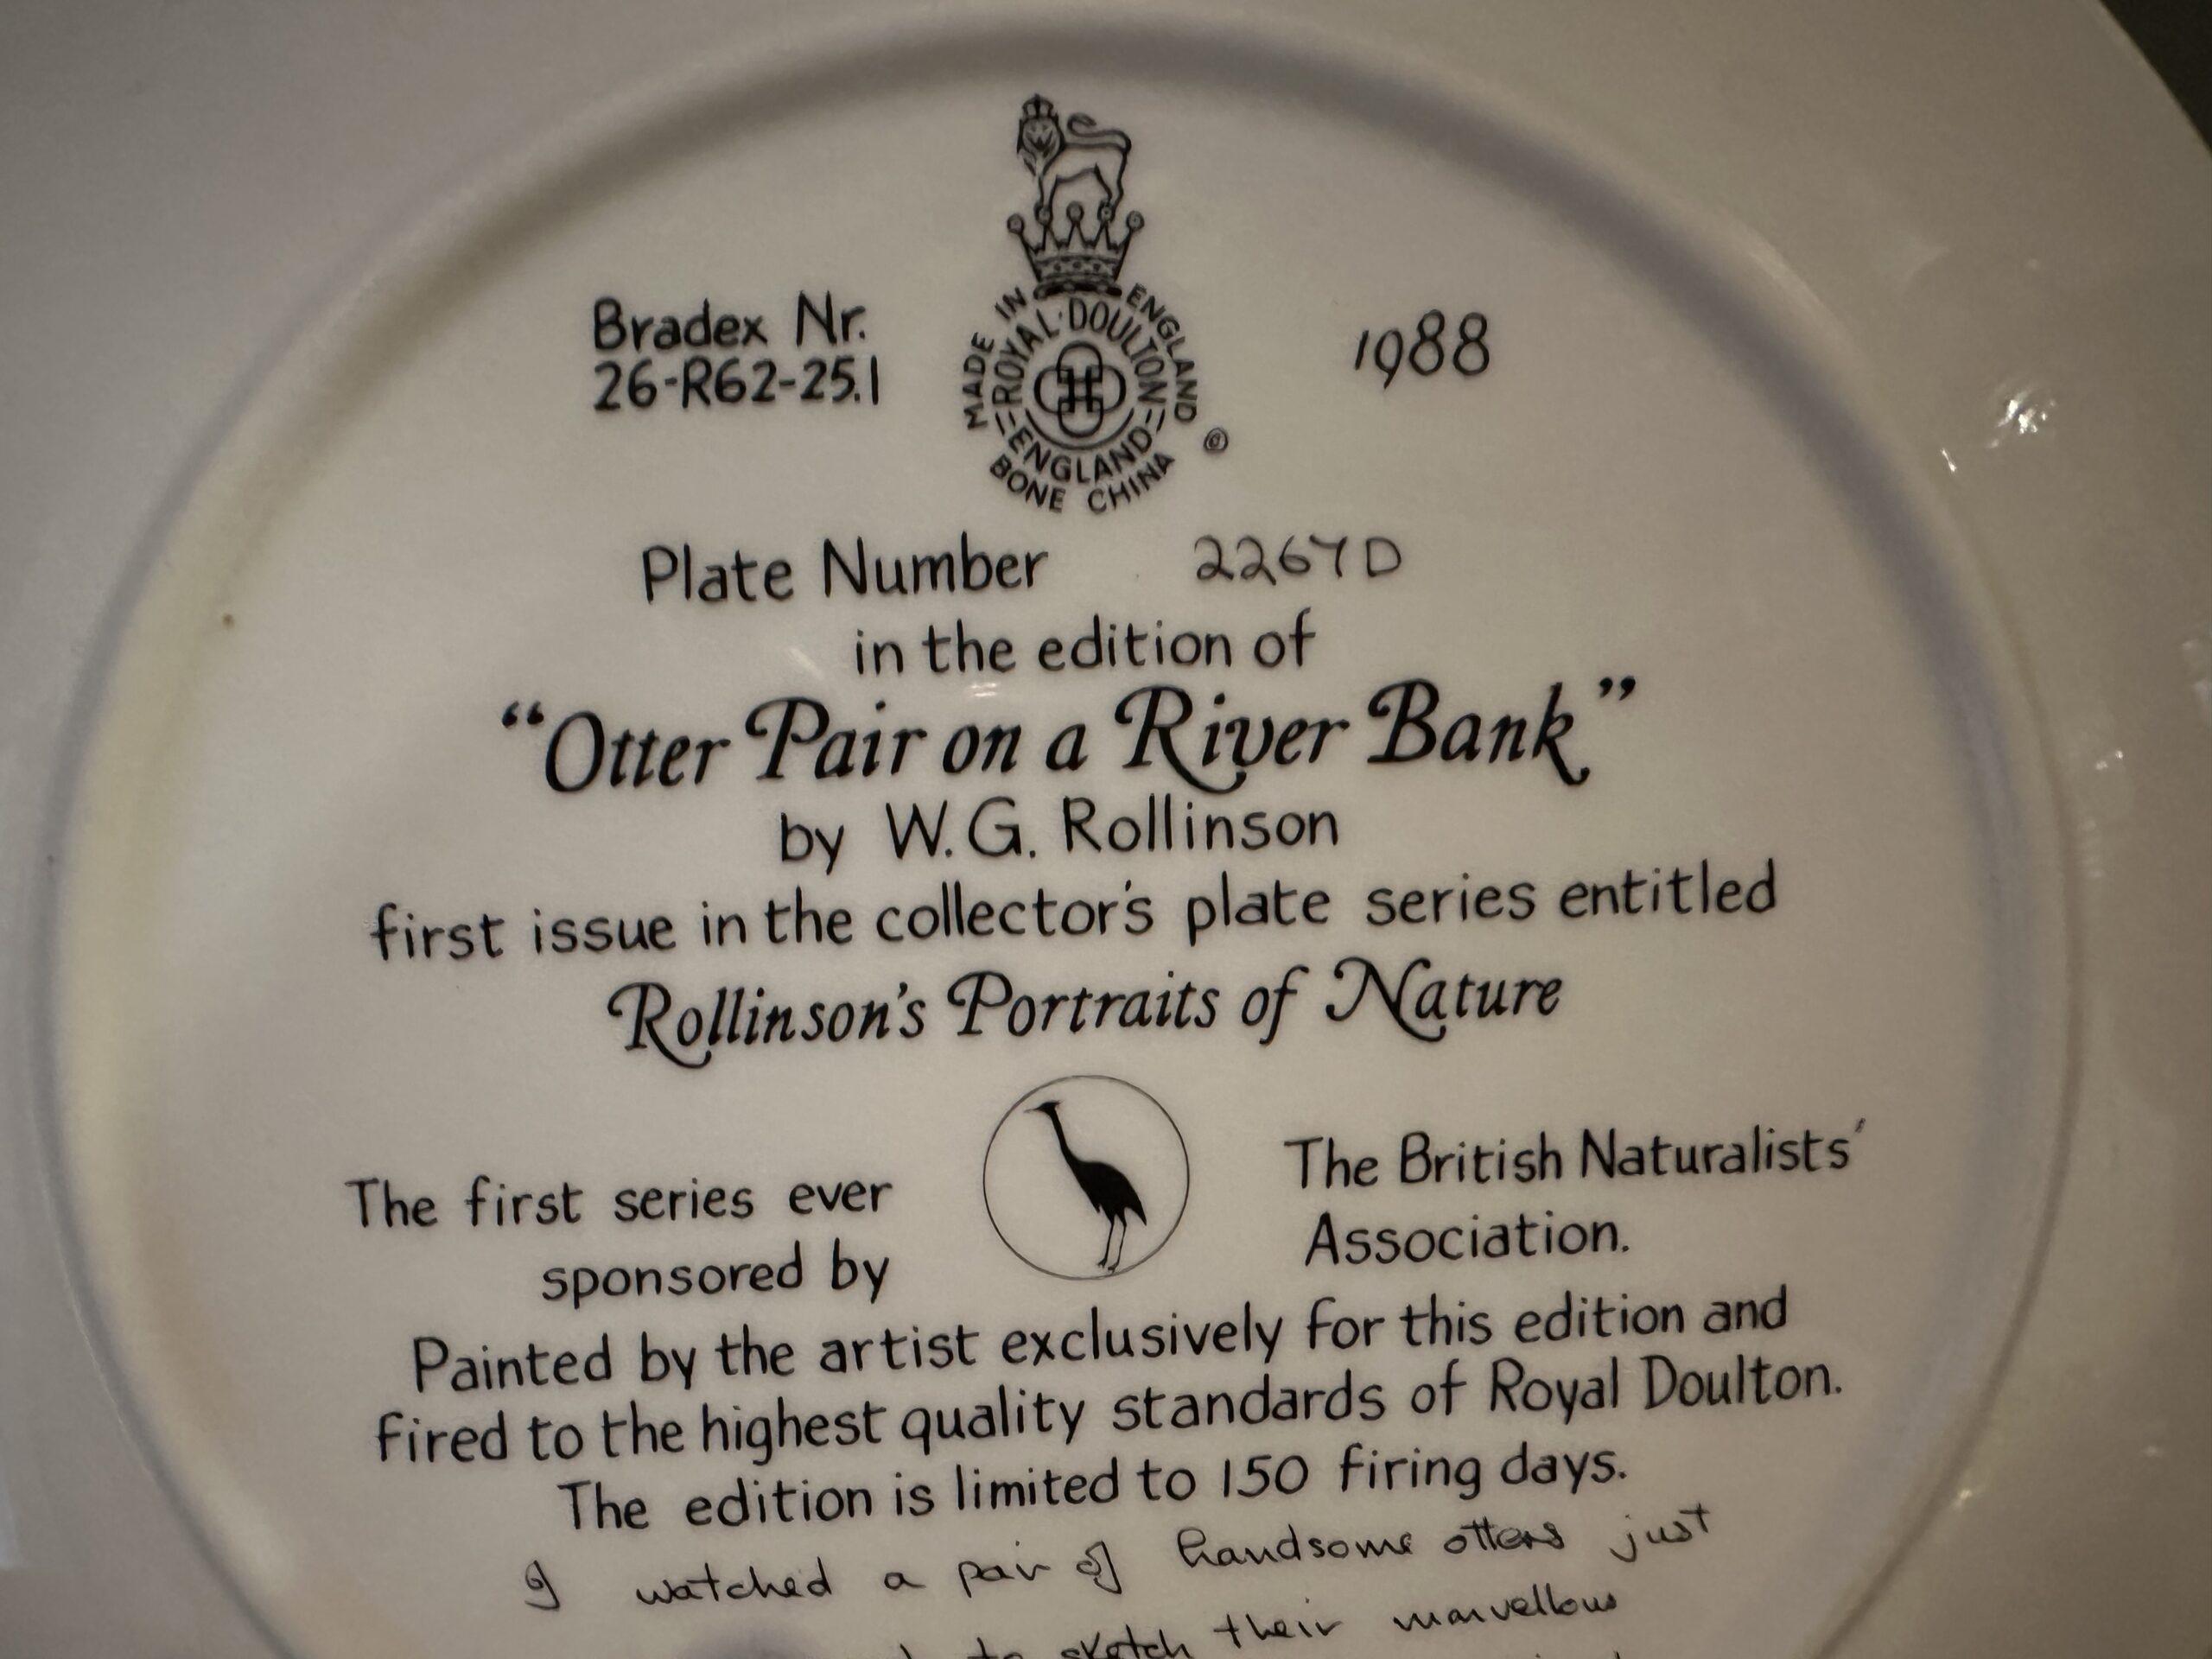 Bradex Nr.
26-R62-25.1
MADE IN ENGLAND
ROYAL·DOULTON
ENGLAND
BONE CHINA
©
1988
Plate Number 2267D
in the edition of
“Otter Pair on a River Bank”
by W.G. Rollinson
first issue in the collector's plate series entitled
Rollinson's Portraits of Nature
The first series ever
sponsored by
The British Naturalists'
Association.
Painted by the artist exclusively for this edition and
fired to the highest quality standards of Royal Doulton.
The edition is limited to 150 firing days.
I watched a pair of handsome otters just
to sketch their marvellous